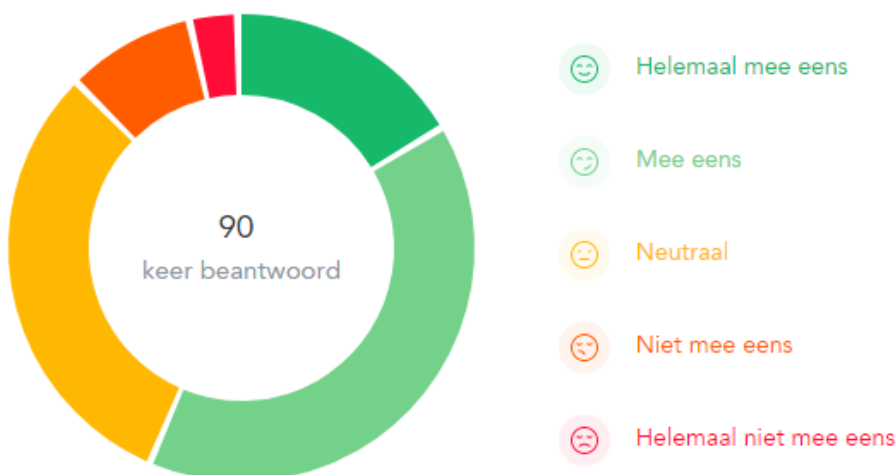 90
keer beantwoord
Helemaal mee eens
Mee eens
Neutraal
Niet mee eens
Helemaal niet mee eens